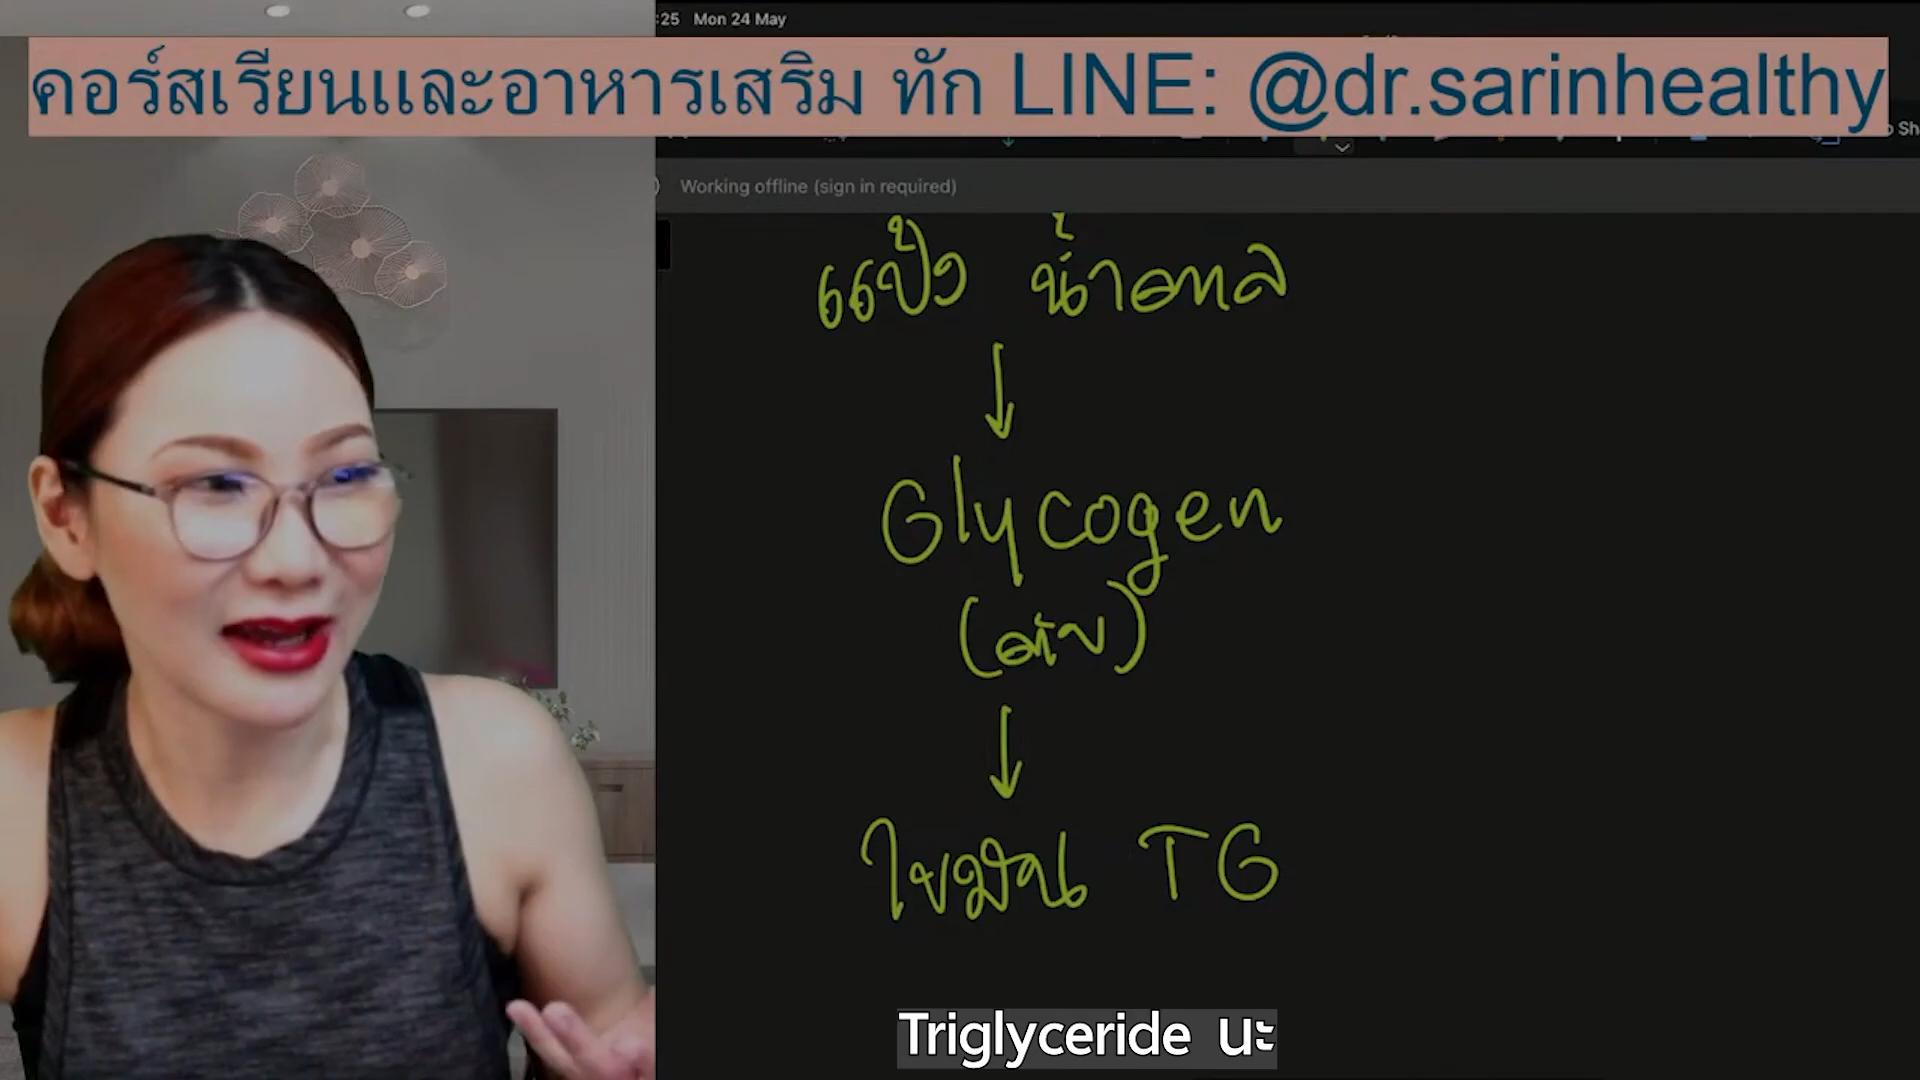 :25 Mon 24 May
คอร์สเรียนและอาหารเสริม ทัก LINE: @dr.sarinhealthy
Sh
Working offline (sign in required)
แป้ง น้ำตาล
Glycogen
(ตับ)
ไขมัน TG
Triglyceride นะ